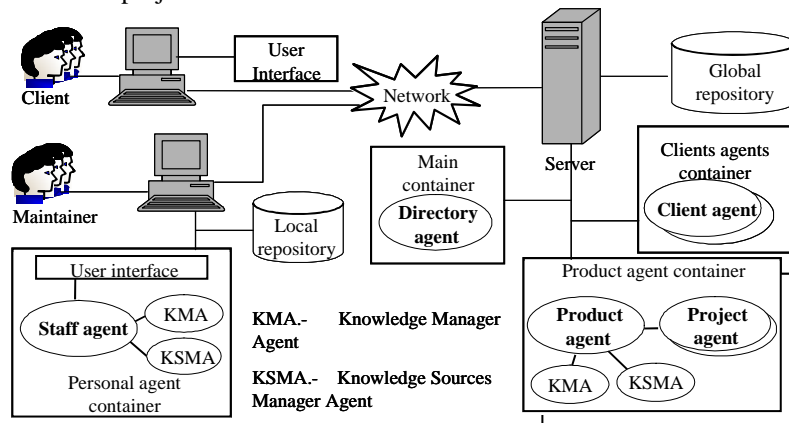 User
Interface
Client
Network
Global
repository
Server
Maintainer
Main
container
Directory
agent
Clients agents
container
Client agent
Local
repository
User interface
Staff agent
KMA
KSMA
Personal agent
container
KMA.- Knowledge Manager
Agent
KSMA.- Knowledge Sources
Manager Agent
Product agent container
Product
agent
Project
agent
KMA
KSMA